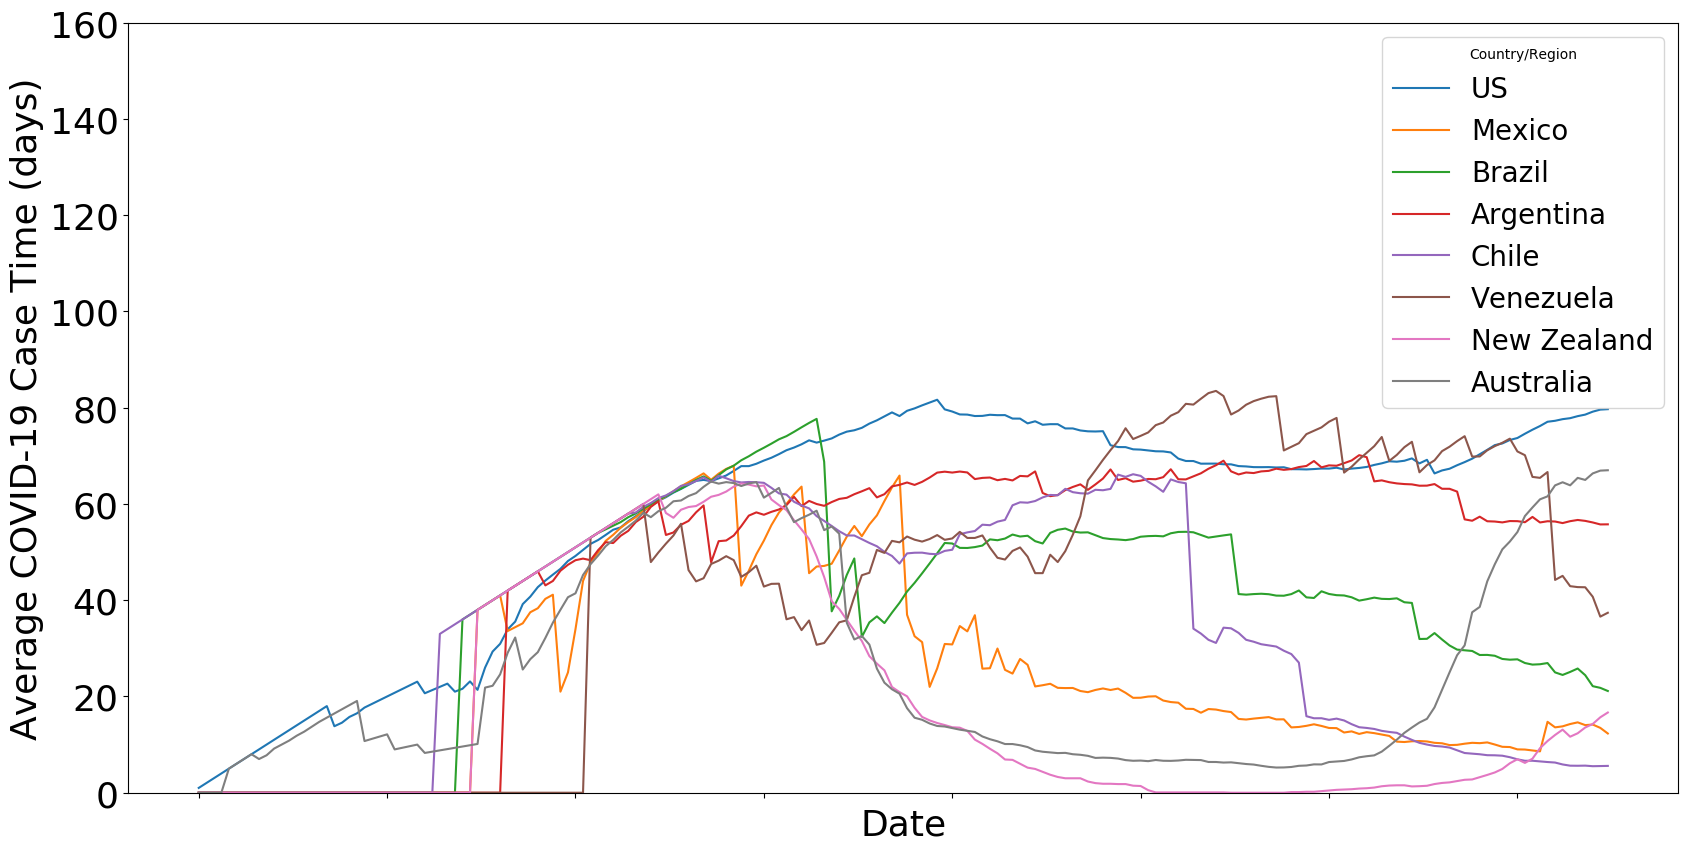 Average COVID-19 Case Time (days)
160
140
120
100
80
60
40
20
0
Country/Region
US
Mexico
Brazil
Argentina
Chile
Venezuela
New Zealand
Australia
Date